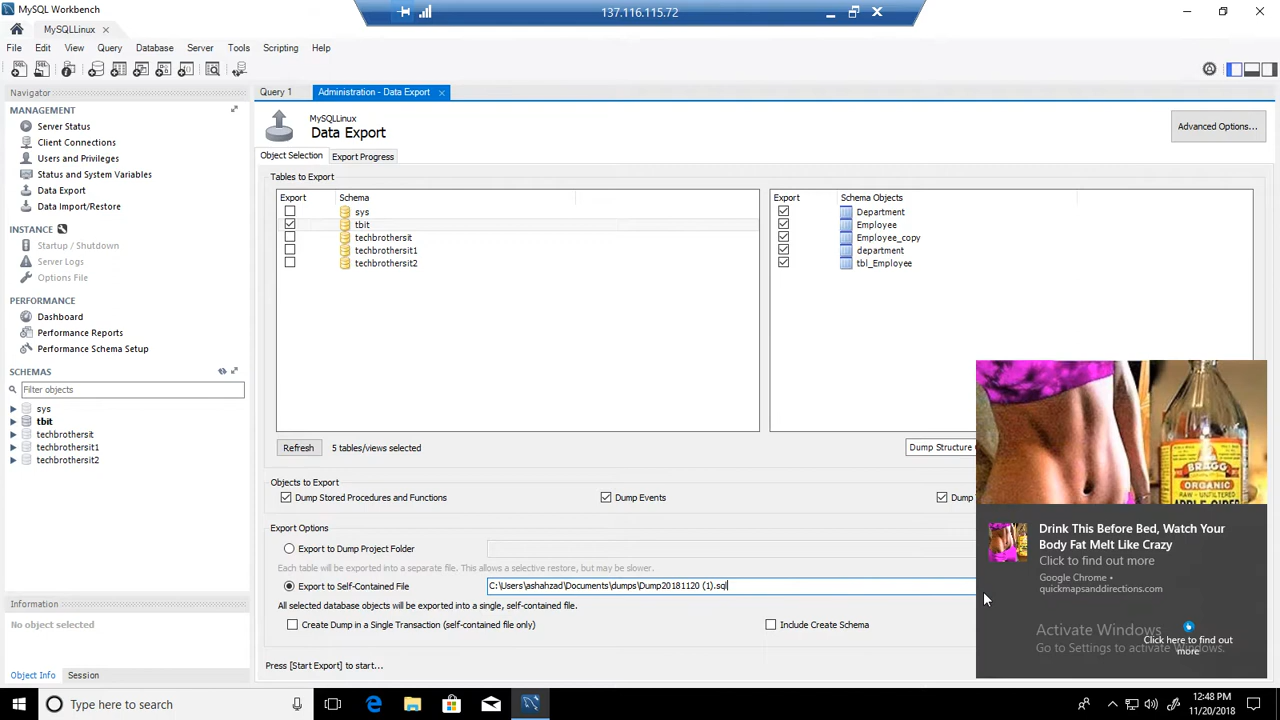 MySQL Workbench
137.116.115.72
MySQLLinux
File Edit View Query Database Server Tools Scripting Help
Navigator
Query 1
Administration - Data Export
MANAGEMENT
Server Status
Client Connections
Users and Privileges
Status and System Variables
Data Export
Data Import/Restore
INSTANCE
Startup / Shutdown
Server Logs
Options File
PERFORMANCE
Dashboard
Performance Reports
Performance Schema Setup
SCHEMAS
Filter objects
sys
tbit
techbrothersit
techbrothersit1
techbrothersit2
Information
No object selected
Object Info Session
MySQLLinux
Data Export
Advanced Options...
Object Selection Export Progress
Tables to Export
Export Schema
sys
tbit
techbrothersit
techbrothersit1
techbrothersit2
Export Schema Objects
Department
Employee
Employee_copy
department
tbl_Employee
Refresh 5 tables/views selected
Dump Structure
Objects to Export
Dump Stored Procedures and Functions Dump Events Dump
Export Options
Export to Dump Project Folder
Each table will be exported into a separate file. This allows a selective restore, but may be slower.
Export to Self-Contained File C:\Users\ashahzad\Documents\dumps\Dump20181120 (1).sql
All selected database objects will be exported into a single, self-contained file.
Create Dump in a Single Transaction (self-contained file only) Include Create Schema
Press [Start Export] to start...
BRAGG
ORGANIC
RAW - UNFILTERED
APPLE CIDER
Drink This Before Bed, Watch Your
Body Fat Melt Like Crazy
Click to find out more
Google Chrome •
quickmapsanddirections.com
Activate Windows
Go to Settings to activate Windows.
Click here to find out
more
Type here to search
12:48 PM
11/20/2018